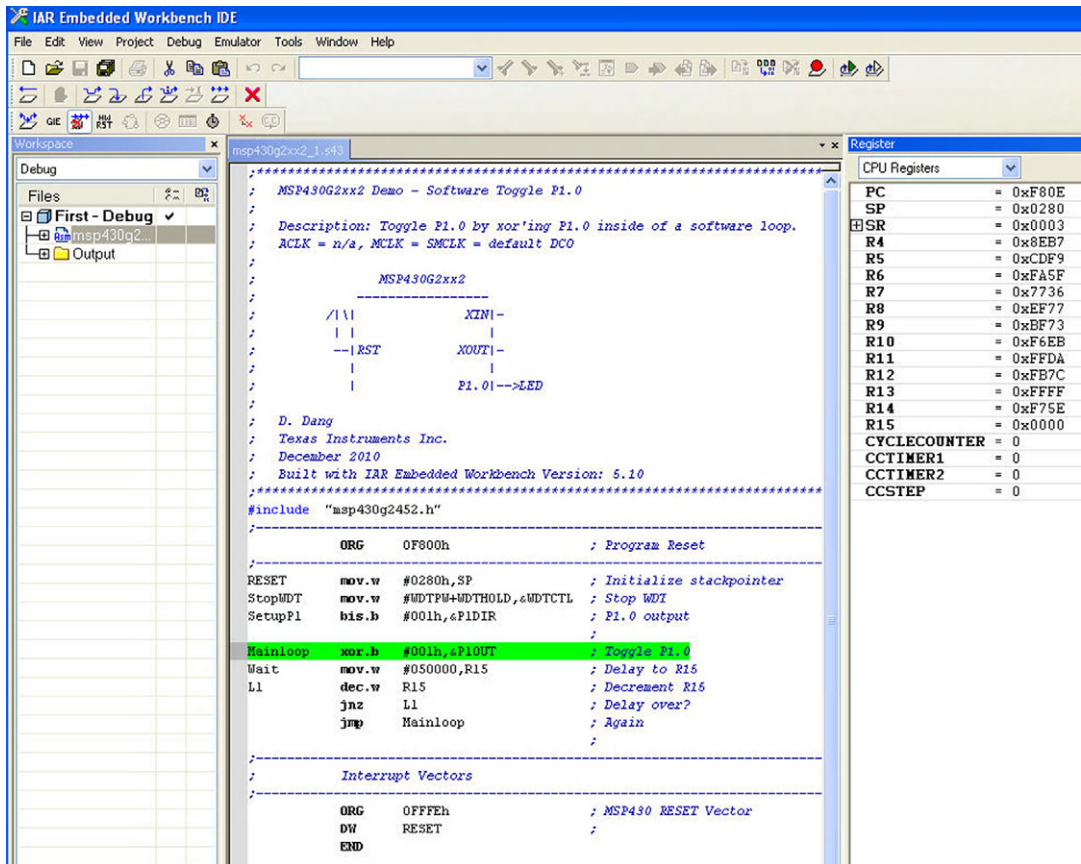 IAR Embedded Workbench IDE
File Edit View Project Debug Emulator Tools Window Help
GIE
RST
Workspace
Debug
Files
First - Debug
msp430g2...
Output
msp430g2xx2_1.s43
;******************************************************************************
; MSP430G2xx2 Demo - Software Toggle P1.0
;
; Description: Toggle P1.0 by xor'ing P1.0 inside of a software loop.
; ACLK = n/a, MCLK = SMCLK = default DCO
;
; MSP430G2xx2
; -----------------
; /|\| XIN|-
; | | |
; --|RST XOUT|-
; | |
; | P1.0|-->LED
;
; D. Dang
; Texas Instruments Inc.
; December 2010
; Built with IAR Embedded Workbench Version: 5.10
;******************************************************************************
#include "msp430g2452.h"
;------------------------------------------------------------------------------
ORG 0F800h ; Program Reset
;------------------------------------------------------------------------------
RESET mov.w #0280h,SP ; Initialize stackpointer
StopWDT mov.w #WDTPW+WDTHOLD,&WDTCTL ; Stop WDT
SetupP1 bis.b #001h,&P1DIR ; P1.0 output
;
Mainloop xor.b #001h,&P1OUT ; Toggle P1.0
Wait mov.w #050000,R15 ; Delay to R15
L1 dec.w R15 ; Decrement R15
jnz L1 ; Delay over?
jmp Mainloop ; Again
;
;------------------------------------------------------------------------------
; Interrupt Vectors
;------------------------------------------------------------------------------
ORG 0FFFEh ; MSP430 RESET Vector
DW RESET ;
END
Register
CPU Registers
PC = 0xF80E
SP = 0x0280
SR = 0x0003
R4 = 0x8EB7
R5 = 0xCDF9
R6 = 0xFA5F
R7 = 0x7736
R8 = 0xEF77
R9 = 0xBF73
R10 = 0xF6EB
R11 = 0xFFDA
R12 = 0xFB7C
R13 = 0xFFFF
R14 = 0xF75E
R15 = 0x0000
CYCLECOUNTER = 0
CCTIMER1 = 0
CCTIMER2 = 0
CCSTEP = 0